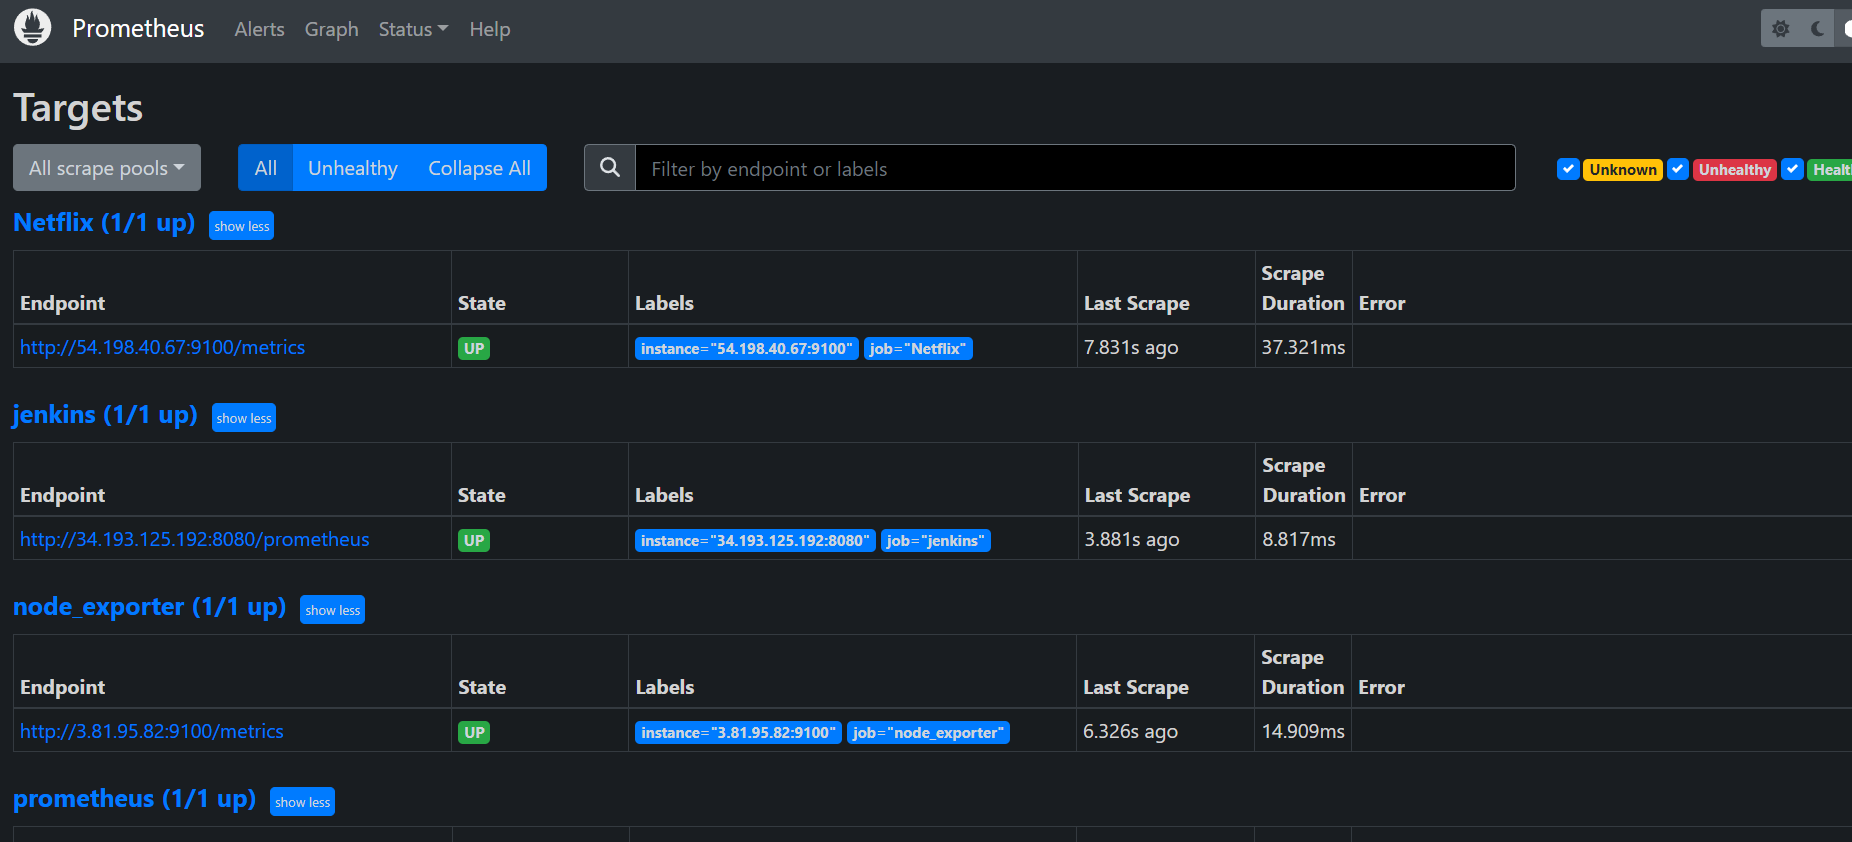 Prometheus Alerts Graph Status Help
Targets
All scrape pools All Unhealthy Collapse All Filter by endpoint or labels Unknown Unhealthy
Netflix (1/1 up) show less
Endpoint State Labels Last Scrape Scrape Duration Error
http://54.198.40.67:9100/metrics UP instance="54.198.40.67:9100" job="Netflix" 7.831s ago 37.321ms
jenkins (1/1 up) show less
Endpoint State Labels Last Scrape Scrape Duration Error
http://34.193.125.192:8080/prometheus UP instance="34.193.125.192:8080" job="jenkins" 3.881s ago 8.817ms
node_exporter (1/1 up) show less
Endpoint State Labels Last Scrape Scrape Duration Error
http://3.81.95.82:9100/metrics UP instance="3.81.95.82:9100" job="node_exporter" 6.326s ago 14.909ms
prometheus (1/1 up) show less